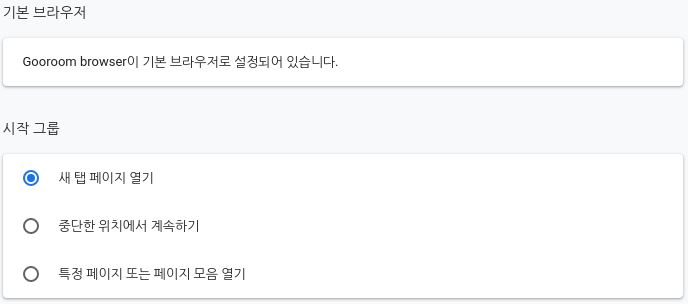 기본 브라우저
Gooroom browser이 기본 브라우저로 설정되어 있습니다.
시작 그룹
새 탭 페이지 열기
중단한 위치에서 계속하기
특정 페이지 또는 페이지 모음 열기